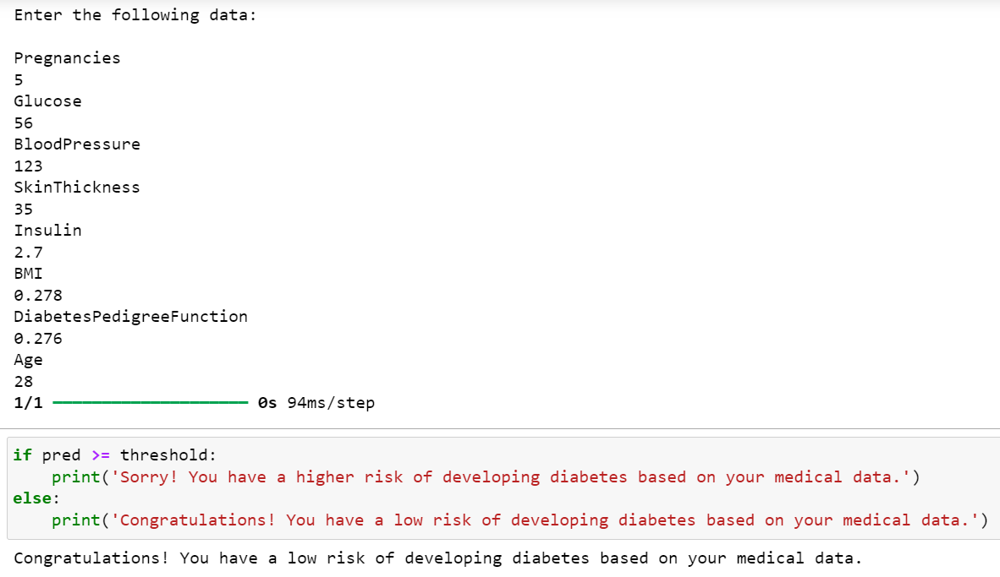 Enter the following data:
Pregnancies
5
Glucose
56
BloodPressure
123
SkinThickness
35
Insulin
2.7
BMI
0.278
DiabetesPedigreeFunction
0.276
Age
28
1/1 ━━━━━━━━━━━━━━━━━━━━ 0s 94ms/step
if pred >= threshold:
    print('Sorry! You have a higher risk of developing diabetes based on your medical data.')
else:
    print('Congratulations! You have a low risk of developing diabetes based on your medical data.')
Congratulations! You have a low risk of developing diabetes based on your medical data.